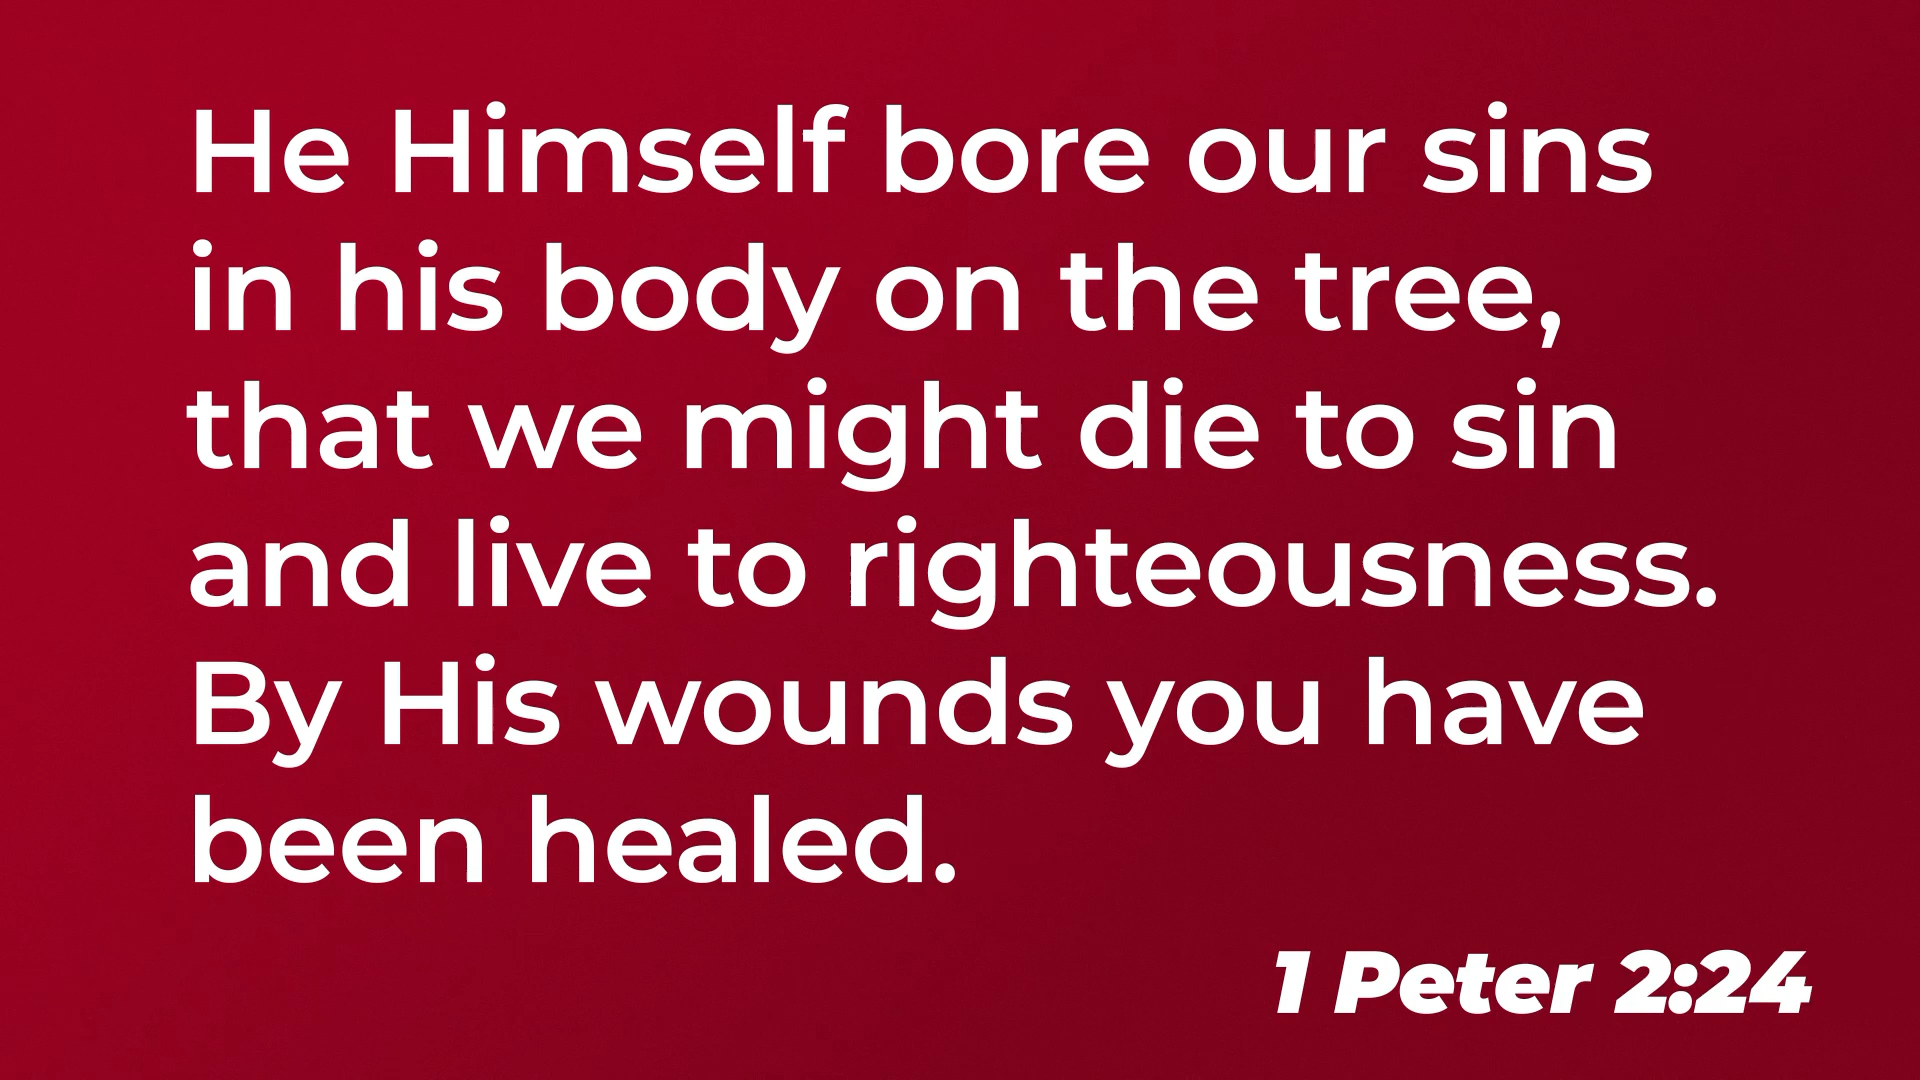 He Himself bore our sins
in his body on the tree,
that we might die to sin
and live to righteousness.
By His wounds you have
been healed.
1 Peter 2:24